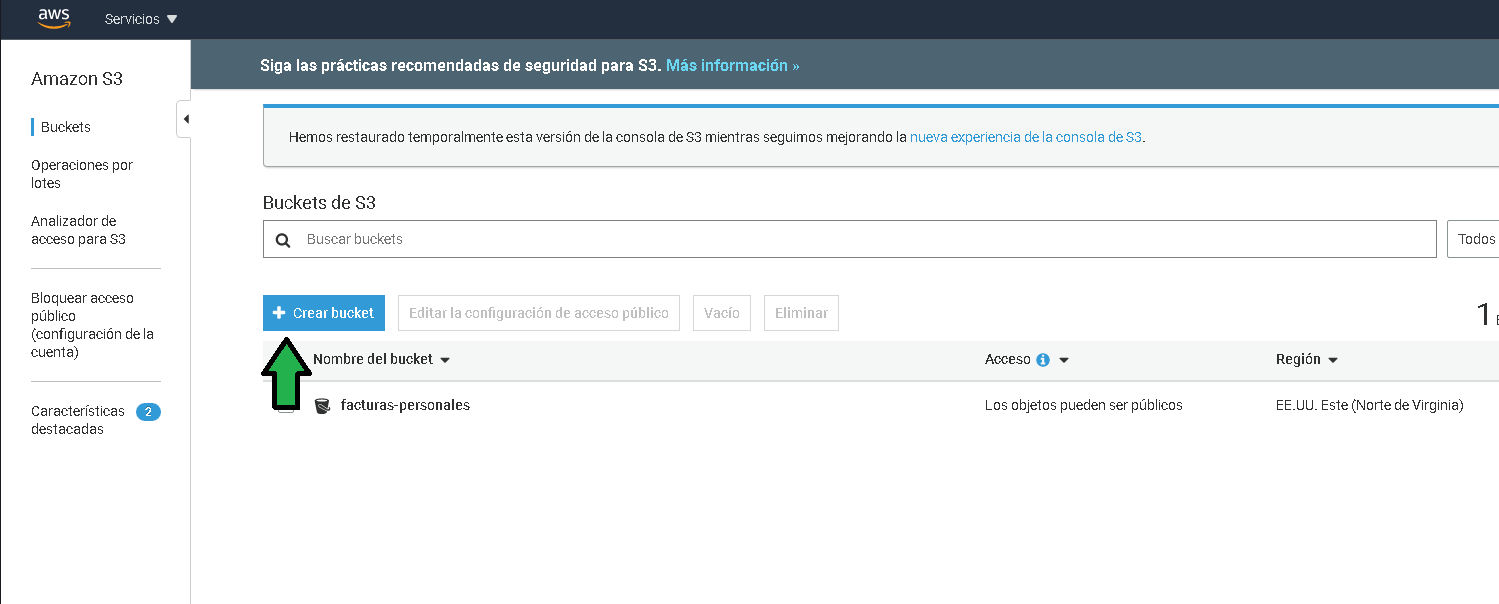 aws
Servicios
Amazon S3
Buckets
Operaciones por
lotes
Analizador de
acceso para S3
Bloquear acceso
público
(configuración de la
cuenta)
Características 2
destacadas
Siga las prácticas recomendadas de seguridad para S3. Más información »
Hemos restaurado temporalmente esta versión de la consola de S3 mientras seguimos mejorando la nueva experiencia de la consola de S3.
Buckets de S3
Buscar buckets
Todos
+ Crear bucket Editar la configuración de acceso público Vacío Eliminar
1
Nombre del bucket Acceso Región
facturas-personales Los objetos pueden ser públicos EE.UU. Este (Norte de Virginia)